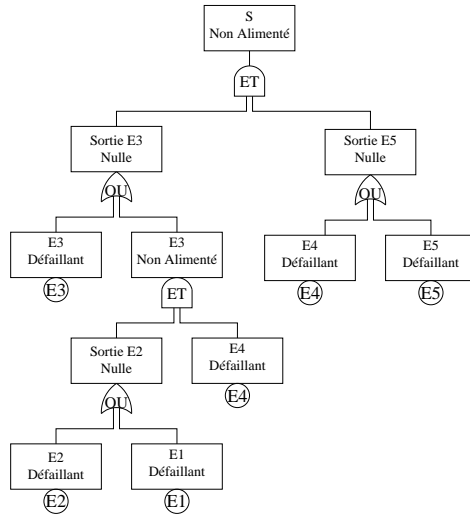 S
Non Alimenté
ET
Sortie E3
Nulle
Sortie E5
Nulle
OU
OU
E3
Défaillant
E3
Non Alimenté
E4
Défaillant
E5
Défaillant
E3
ET
E4
E5
Sortie E2
Nulle
E4
Défaillant
OU
E4
E2
Défaillant
E1
Défaillant
E2
E1